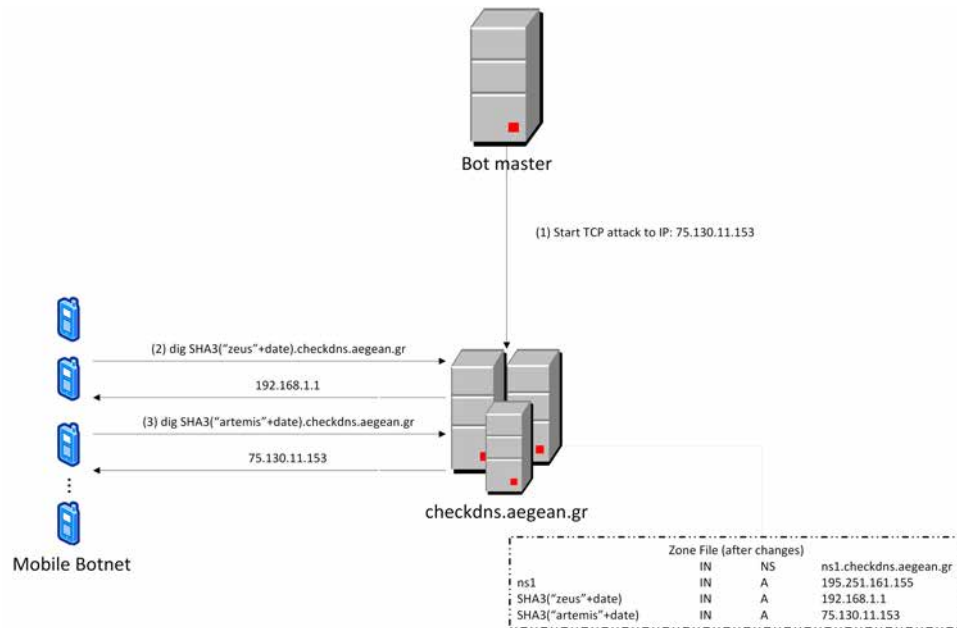 Bot master
(1) Start TCP attack to IP: 75.130.11.153
(2) dig SHA3("zeus"+date).checkdns.aegean.gr
192.168.1.1
(3) dig SHA3("artemis"+date).checkdns.aegean.gr
75.130.11.153
checkdns.aegean.gr
Mobile Botnet
Zone File (after changes)
IN NS ns1.checkdns.aegean.gr
ns1 IN A 195.251.161.155
SHA3("zeus"+date) IN A 192.168.1.1
SHA3("artemis"+date) IN A 75.130.11.153